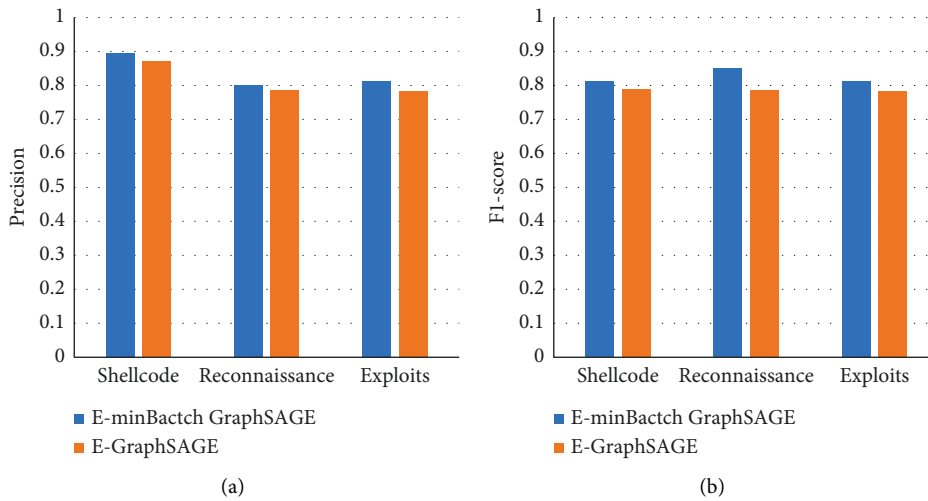 1
0.9
0.8
0.7
0.6
0.5
0.4
0.3
0.2
0.1
0
Precision
Shellcode Reconnaissance Exploits
E-minBactch GraphSAGE
E-GraphSAGE
(a)
1
0.9
0.8
0.7
0.6
0.5
0.4
0.3
0.2
0.1
0
F1-score
Shellcode Reconnaissance Exploits
E-minBactch GraphSAGE
E-GraphSAGE
(b)